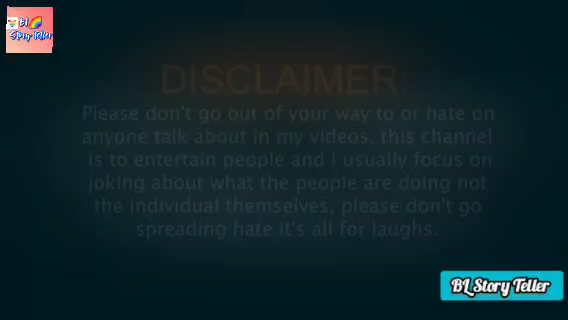 BL
Story Teller
DISCLAIMER:
Please don't go out of your way to or hate on
anyone talk about in my videos, this channel
is to entertain people and I usually focus on
joking about what the people are doing not
the individual themselves, please don't go
spreading hate it's all for laughs.
BL Story Teller